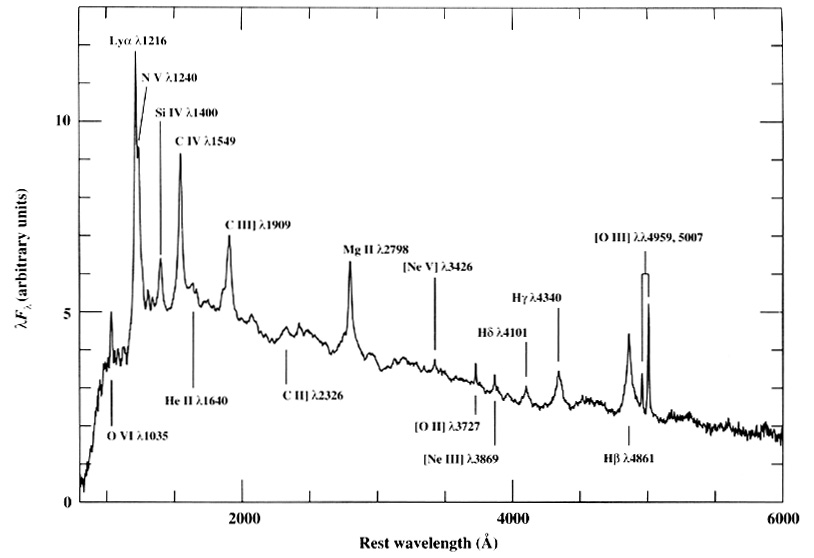 Lyα λ1216
N V λ1240
Si IV λ1400
C IV λ1549
C III] λ1909
Mg II λ2798
[Ne V] λ3426
[O III] λλ4959, 5007
Hγ λ4340
Hδ λ4101
He II λ1640
C II] λ2326
O VI λ1035
[O II] λ3727
[Ne III] λ3869
Hβ λ4861
λFλ (arbitrary units)
10
5
0
2000
4000
6000
Rest wavelength (Å)